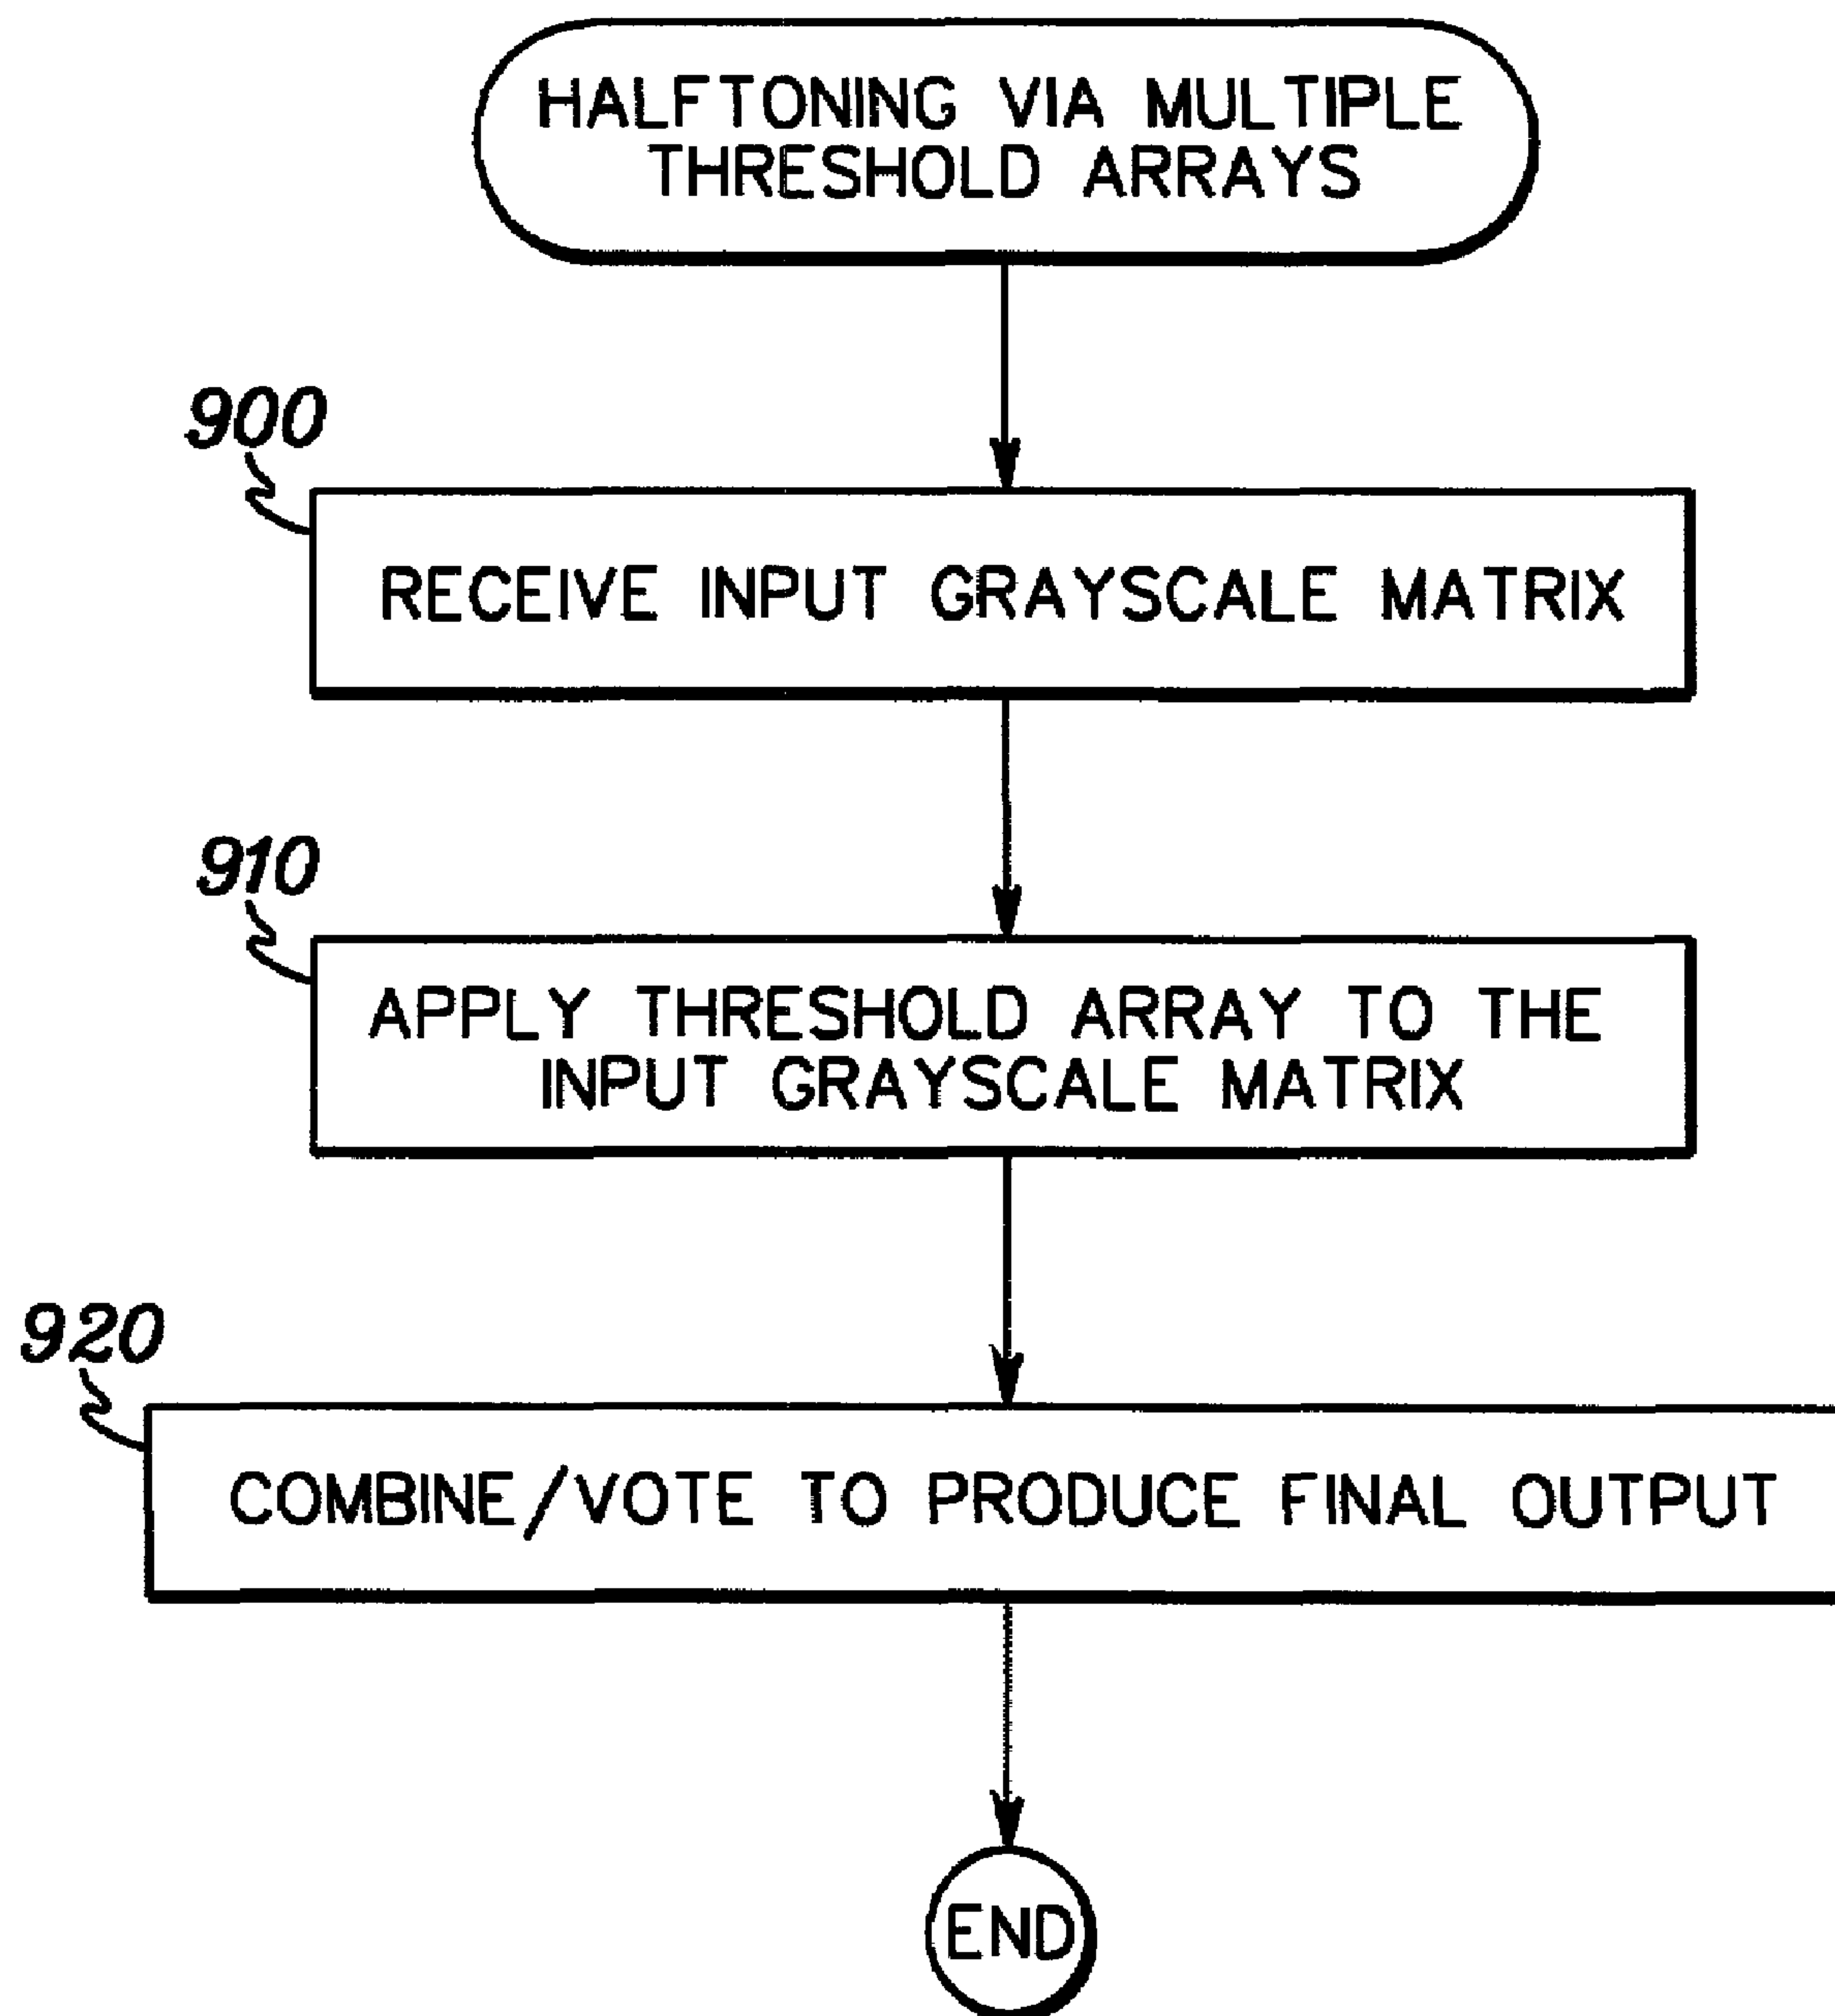 HALFTONING VIA MULTIPLE
THRESHOLD ARRAYS
900
RECEIVE INPUT GRAYSCALE MATRIX
910
APPLY THRESHOLD ARRAY TO THE
INPUT GRAYSCALE MATRIX
920
COMBINE/VOTE TO PRODUCE FINAL OUTPUT
END